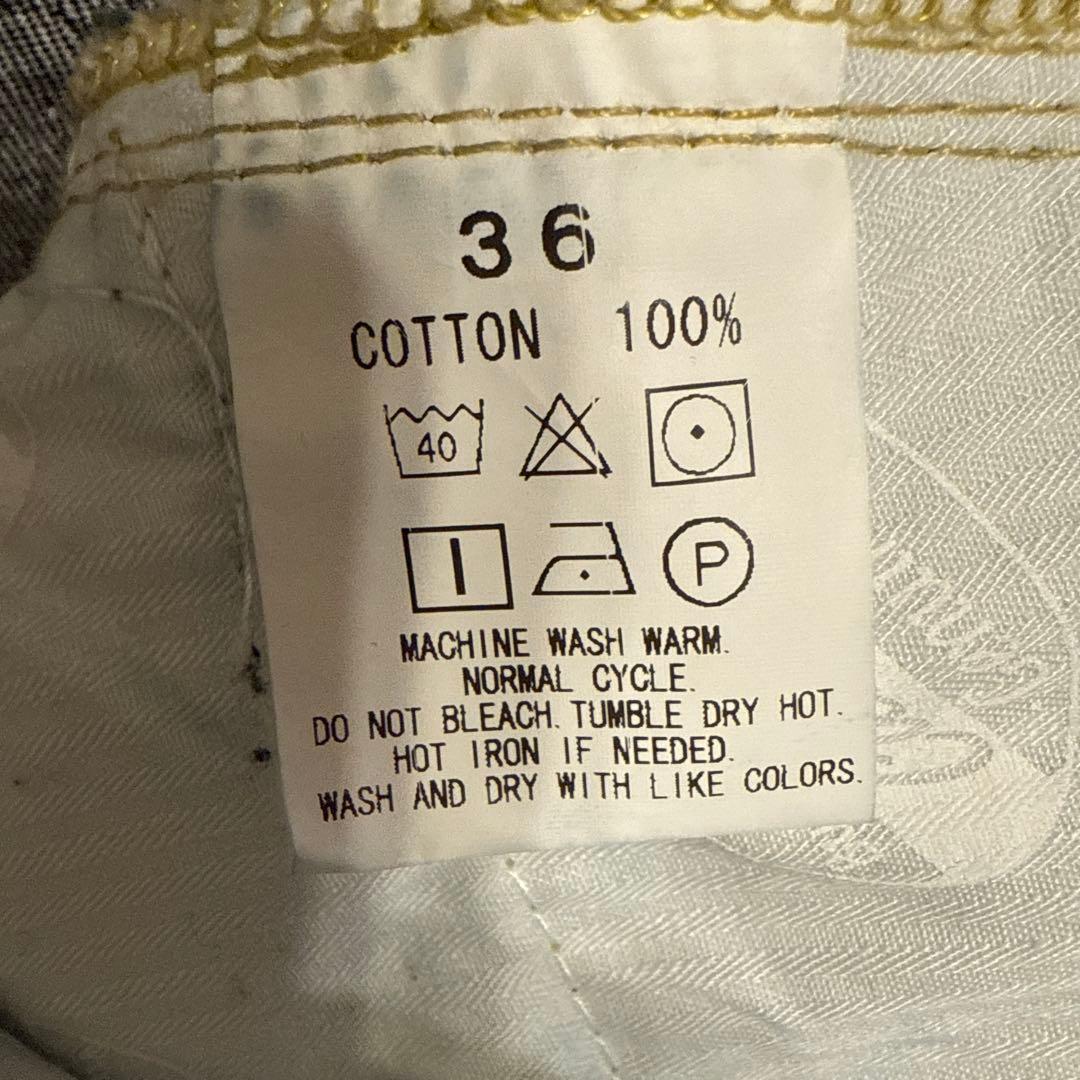 36
COTTON 100%
40
P
MACHINE WASH WARM.
NORMAL CYCLE.
DO NOT BLEACH. TUMBLE DRY HOT.
HOT IRON IF NEEDED.
WASH AND DRY WITH LIKE COLORS.